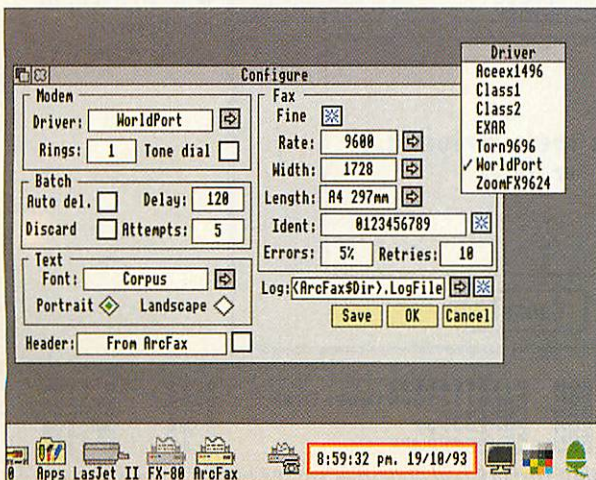 Configure
Modem
Driver: WorldPort
Rings: 1 Tone dial
Batch
Auto del. Delay: 120
Discard Attempts: 5
Text
Font: Corpus
Portrait Landscape
Header: From ArcFax
Fax
Fine
Rate: 9600
Width: 1728
Length: A4 297mm
Ident: 0123456789
Errors: 5% Retries: 10
Log: <ArcFax$Dir>.LogFile
Save OK Cancel
Driver
Aceex1496
Class1
Class2
EXAR
Torn9696
✓ WorldPort
ZoomFX9624
0 Apps LasJet II FX-80 ArcFax
8:59:32 pm. 19/10/93